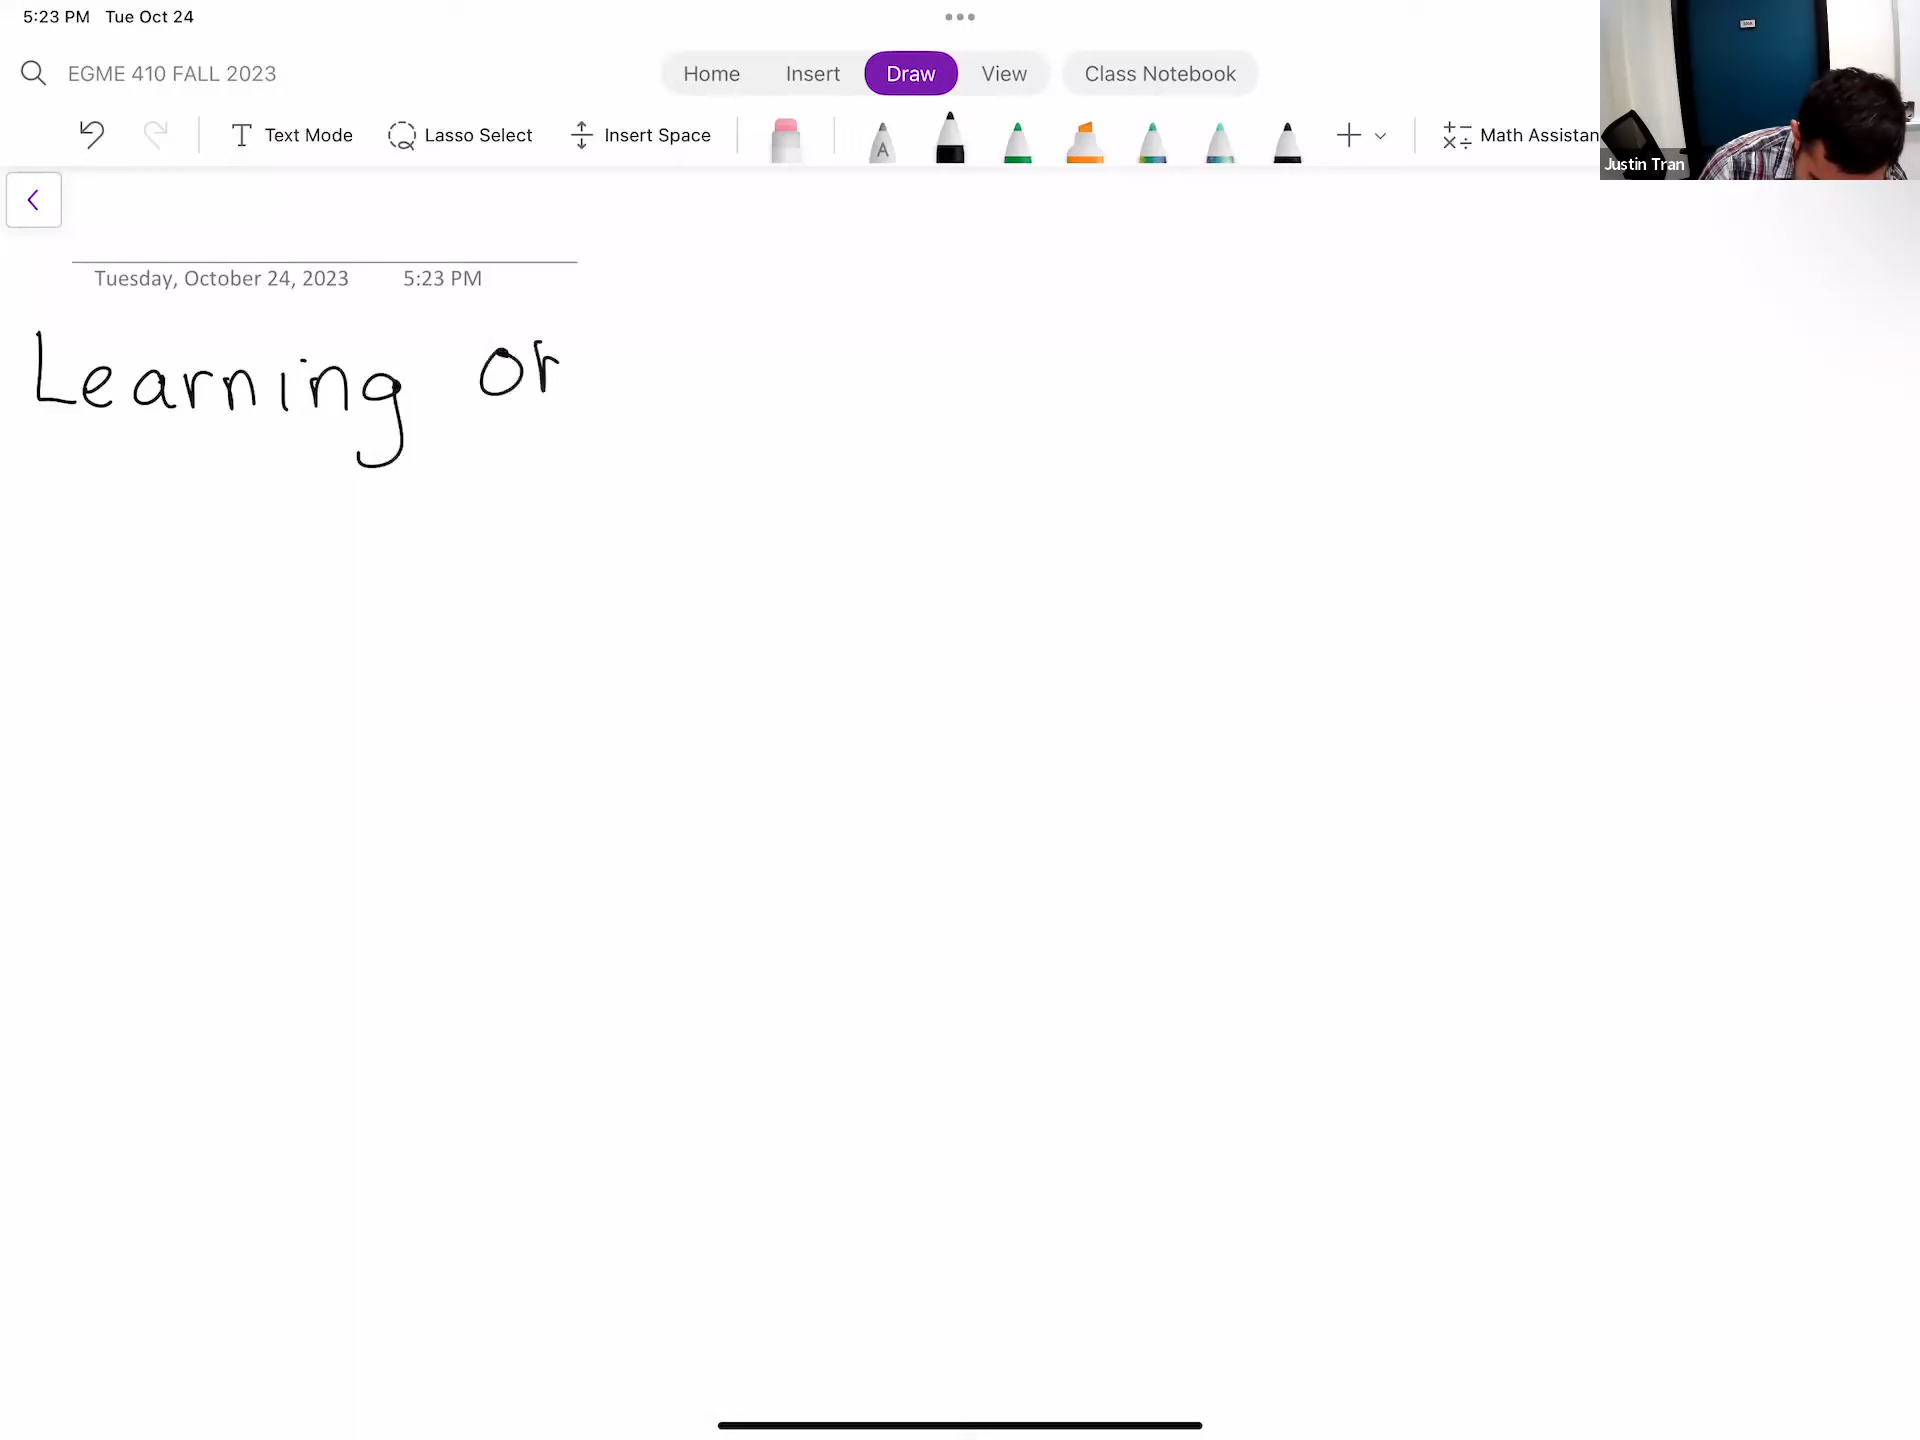 5:23 PM Tue Oct 24
EGME 410 FALL 2023
Home Insert Draw View Class Notebook
Text Mode Lasso Select Insert Space A Math Assistan
Justin Tran
Tuesday, October 24, 2023 5:23 PM
Learning Or